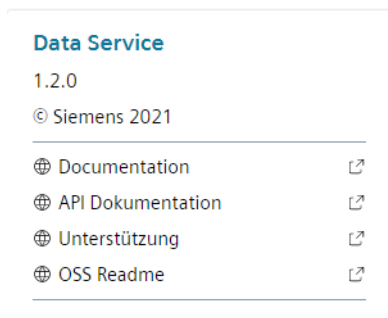 Data Service
1.2.0
© Siemens 2021
Documentation
API Dokumentation
Unterstützung
OSS Readme